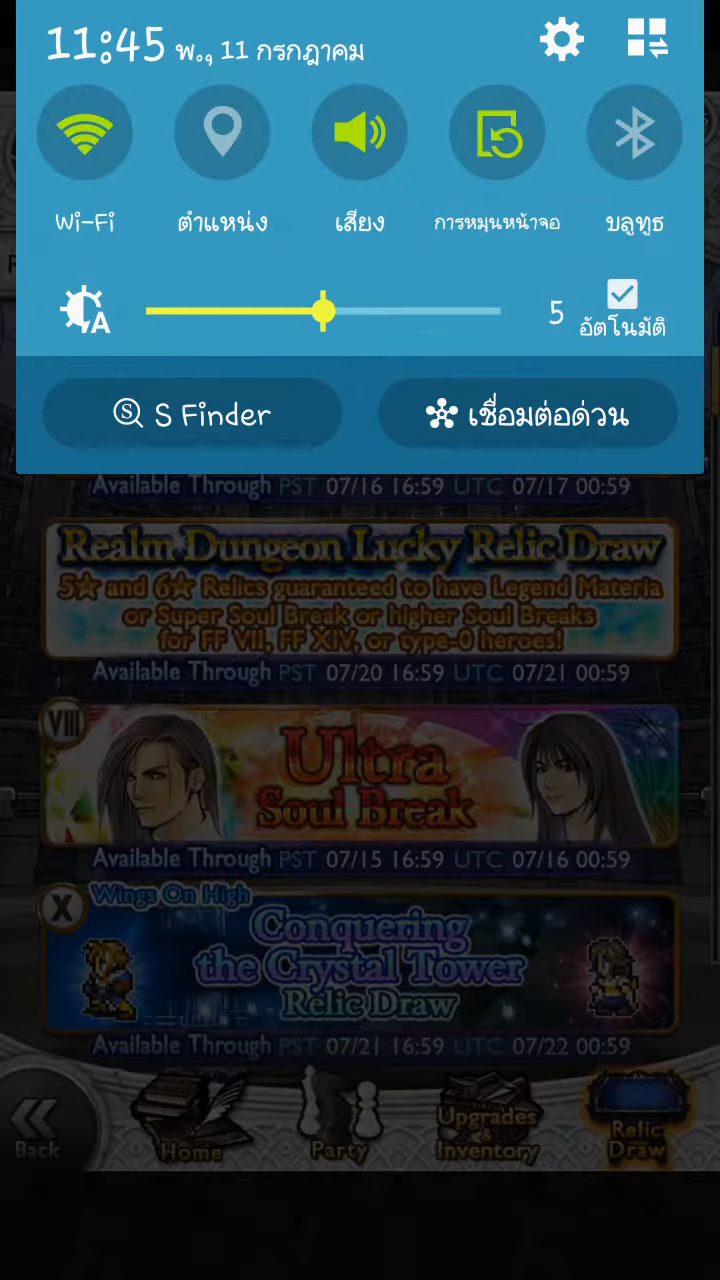 11:45 พ., 11 กรกฎาคม
Wi-Fi ตำแหน่ง เสียง การหมุนหน้าจอ บลูทูธ
A 5 อัตโนมัติ
S Finder เชื่อมต่อด่วน
Available Through PST 07/16 16:59 UTC 07/17 00:59
Realm Dungeon Lucky Relic Draw
5★ and 6★ Relics guaranteed to have Legend Materia
or Super Soul Break or higher Soul Breaks
for FF VII, FF XIV, or type-0 heroes!
Available Through PST 07/20 16:59 UTC 07/21 00:59
VIII
Ultra
Soul Break
Available Through PST 07/15 16:59 UTC 07/16 00:59
X Wings On High
Conquering
the Crystal Tower
Relic Draw
Available Through PST 07/21 16:59 UTC 07/22 00:59
Back Home Party Upgrades & Inventory Relic Draw